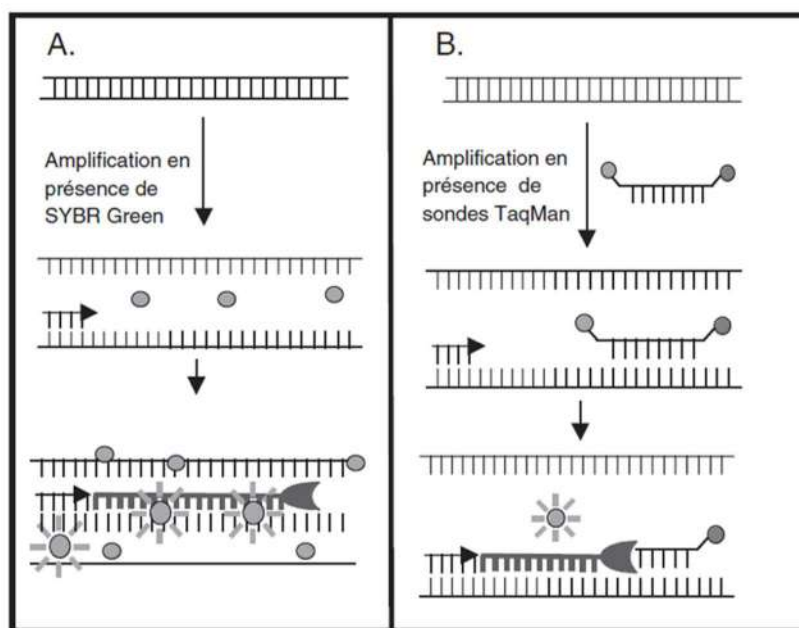 A.
Amplification en
présence de
SYBR Green
B.
Amplification en
présence de
sondes TaqMan